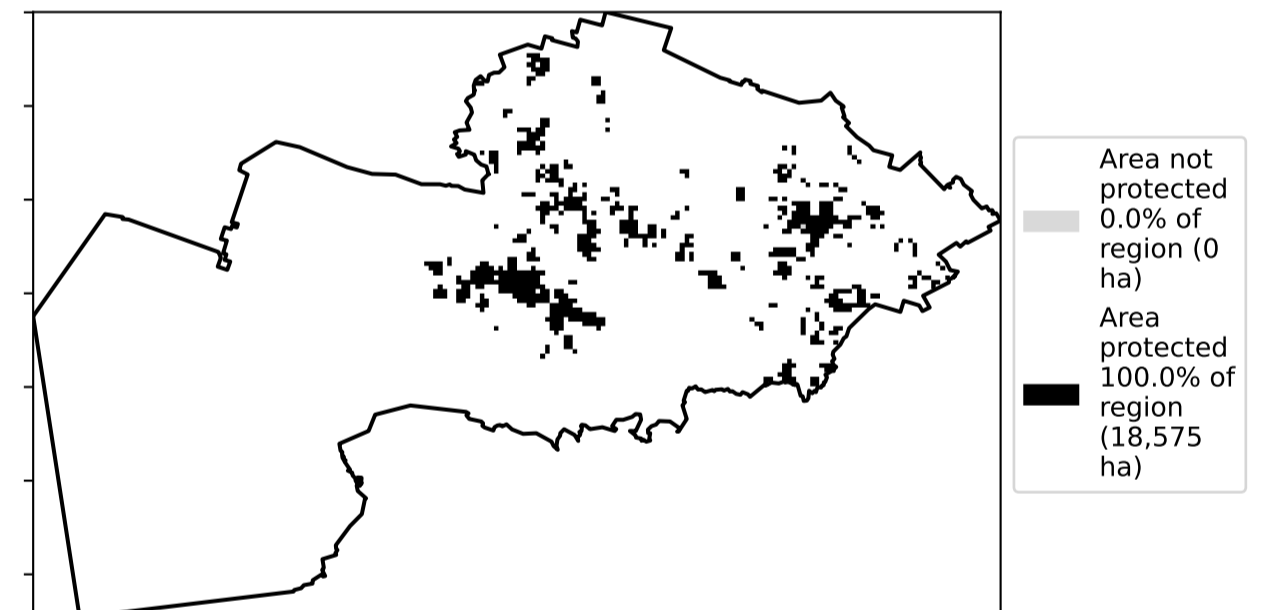 Area not
protected
0.0% of
region (0
ha)
Area
protected
100.0% of
region
(18,575
ha)